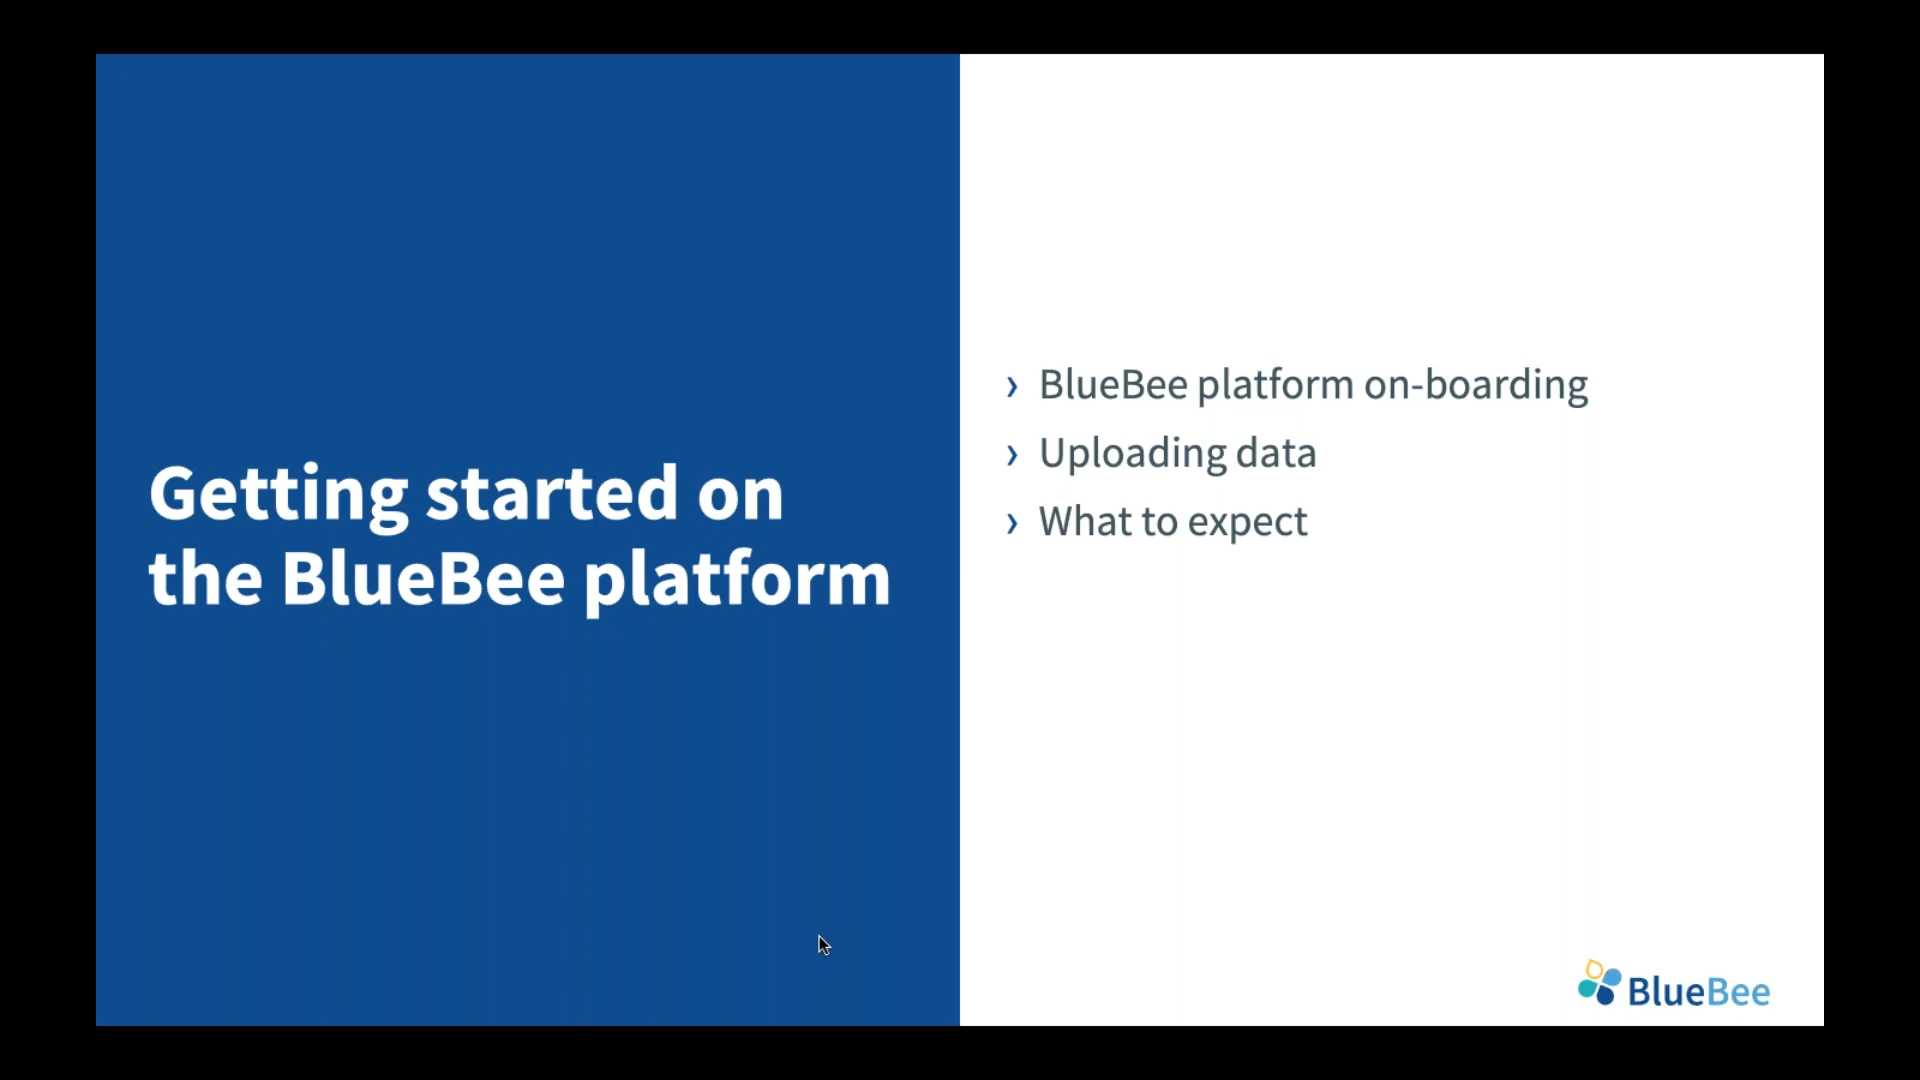 Getting started on
the BlueBee platform
› BlueBee platform on-boarding
› Uploading data
› What to expect
BlueBee